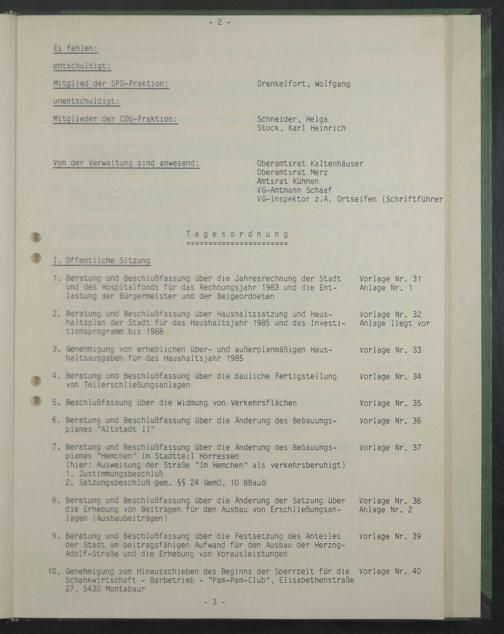 - 2 -
Es fehlen:
entschuldigt:
Mitglied der SPD-Fraktion: Drenkelfort, Wolfgang
unentschuldigt:
Mitglieder der CDU-Fraktion: Schneider, Helga
Stock, Karl Heinrich
Von der Verwaltung sind anwesend: Oberamtsrat Kaltenhäuser
Oberamtsrat Merz
Amtsrat Kühnen
VG-Amtmann Schaaf
VG-Inspektor z.A. Ortseifen (Schriftführer
T a g e s o r d n u n g
=======================
I. Öffentliche Sitzung
1. Beratung und Beschlußfassung über die Jahresrechnung der Stadt Vorlage Nr. 31
und des Hospitalfonds für das Rechnungsjahr 1983 und die Ent- Anlage Nr. 1
lastung der Bürgermeister und der Beigeordneten
2. Beratung und Beschlußfassung über Haushaltssatzung und Haus- Vorlage Nr. 32
haltsplan der Stadt für das Haushaltsjahr 1985 und das Investi- Anlage liegt vor
tionsprogramm bis 1988
3. Genehmigung von erheblichen über- und außerplanmäßigen Haus- Vorlage Nr. 33
haltsausgaben für das Haushaltsjahr 1985
4. Beratung und Beschlußfassung über die bauliche Fertigstellung Vorlage Nr. 34
von Teilerschließungsanlagen
5. Beschlußfassung über die Widmung von Verkehrsflächen Vorlage Nr. 35
6. Beratung und Beschlußfassung über die Änderung des Bebauungs- Vorlage Nr. 36
planes "Altstadt II"
7. Beratung und Beschlußfassung über die Änderung des Bebauungs- Vorlage Nr. 37
planes "Hemchen" im Stadtteil Horressen
(hier: Ausweisung der Straße "Im Hemchen" als verkehrsberuhigt)
1. Zustimmungsbeschluß
2. Satzungsbeschluß gem. §§ 24 GemO, 10 BBauG
8. Beratung und Beschlußfassung über die Änderung der Satzung über Vorlage Nr. 38
die Erhebung von Beiträgen für den Ausbau von Erschließungsan- Anlage Nr. 2
lagen (Ausbaubeiträgen)
9. Beratung und Beschlußfassung über die Festsetzung des Anteiles Vorlage Nr. 39
der Stadt am beitragsfähigen Aufwand für den Ausbau der Herzog-
Adolf-Straße und die Erhebung von Vorausleistungen
10. Genehmigung zum Hinausschieben des Beginns der Sperrzeit für die Vorlage Nr. 40
Schankwirtschaft - Barbetrieb - "Pam-Pam-Club", Elisabethenstraße
27, 5430 Montabaur
- 3 -